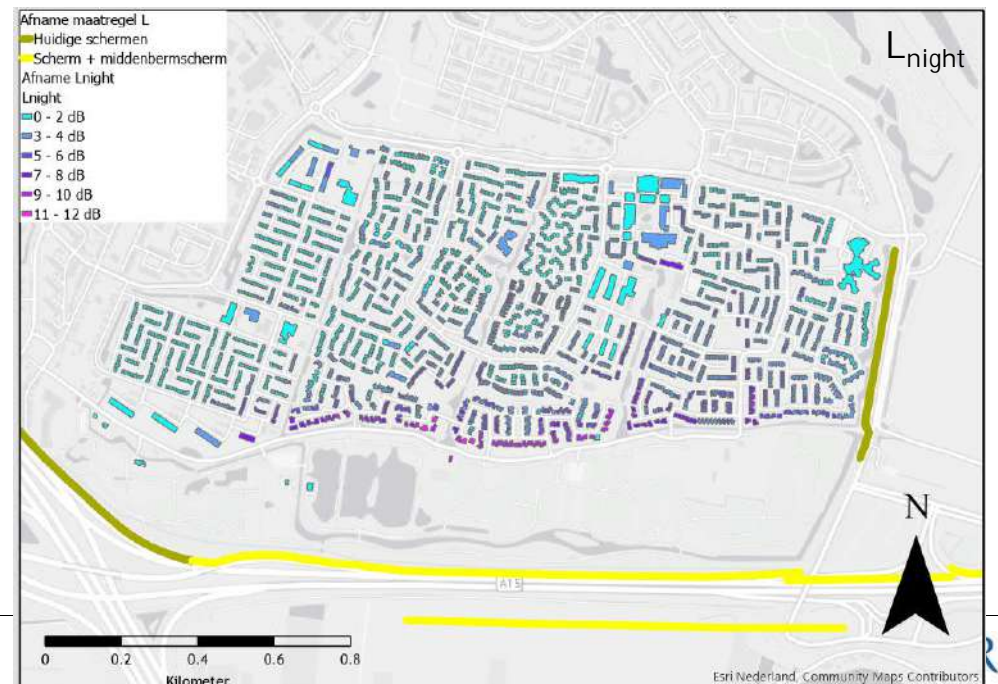 Afname maatregel L
Huidige schermen
Scherm + middenbermscherm
Afname Lnight
Lnight
0 - 2 dB
3 - 4 dB
5 - 6 dB
7 - 8 dB
9 - 10 dB
11 - 12 dB
Lnight
N
A15
0 0.2 0.4 0.6 0.8
Kilometer
Esri Nederland, Community Maps Contributors